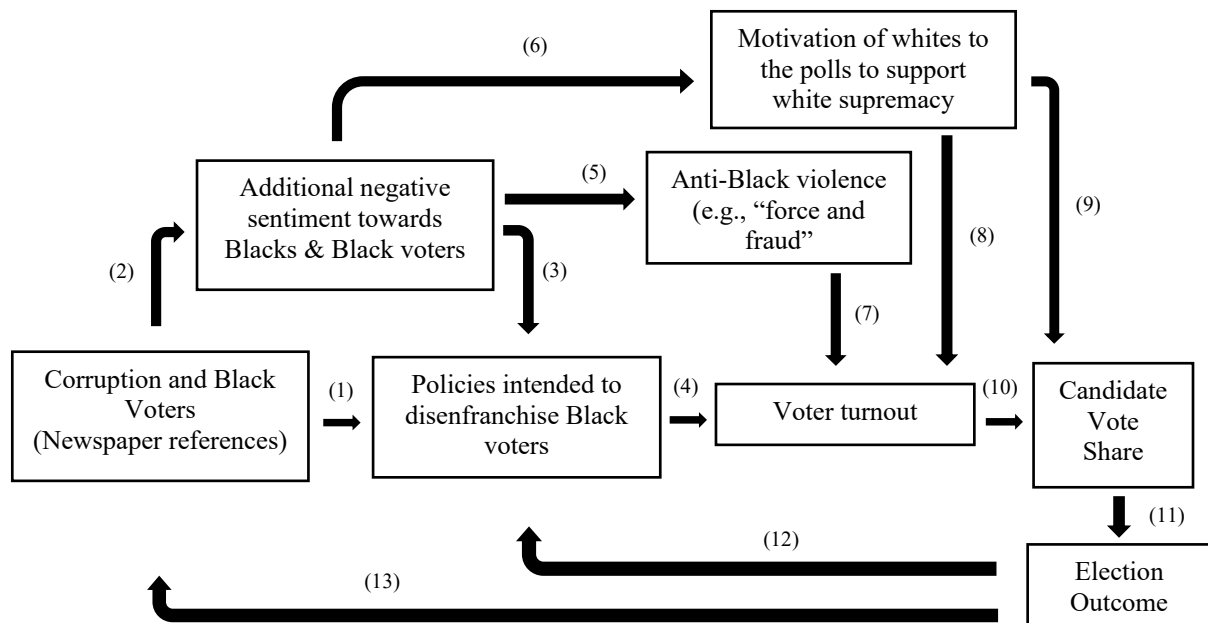 (6)
Motivation of whites to
the polls to support
white supremacy
Additional negative
sentiment towards
Blacks & Black voters
(5)
Anti-Black violence
(e.g., “force and
fraud”
(9)
(8)
(2)
(3)
(7)
Corruption and Black
Voters
(Newspaper references)
(1)
Policies intended to
disenfranchise Black
voters
(4)
Voter turnout
(10)
Candidate
Vote
Share
(11)
(12)
(13)
Election
Outcome